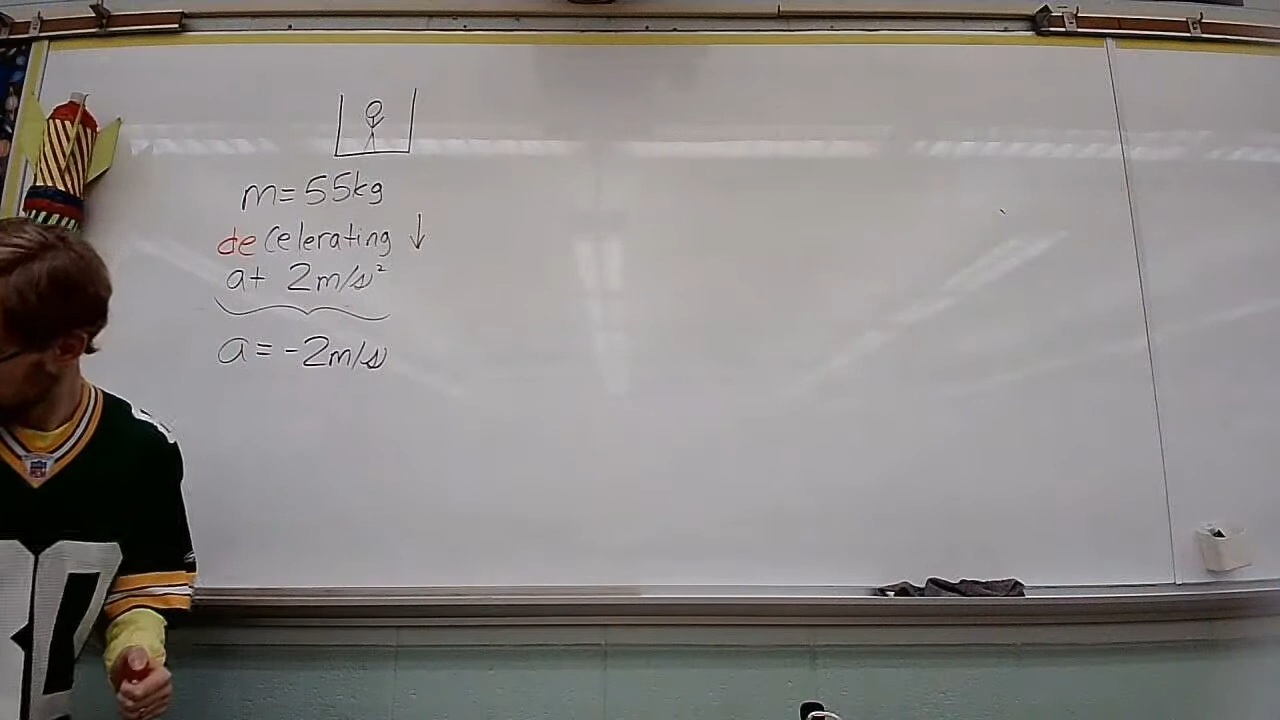 m=55kg
decelerating ↓
at 2m/s²
a=-2m/s